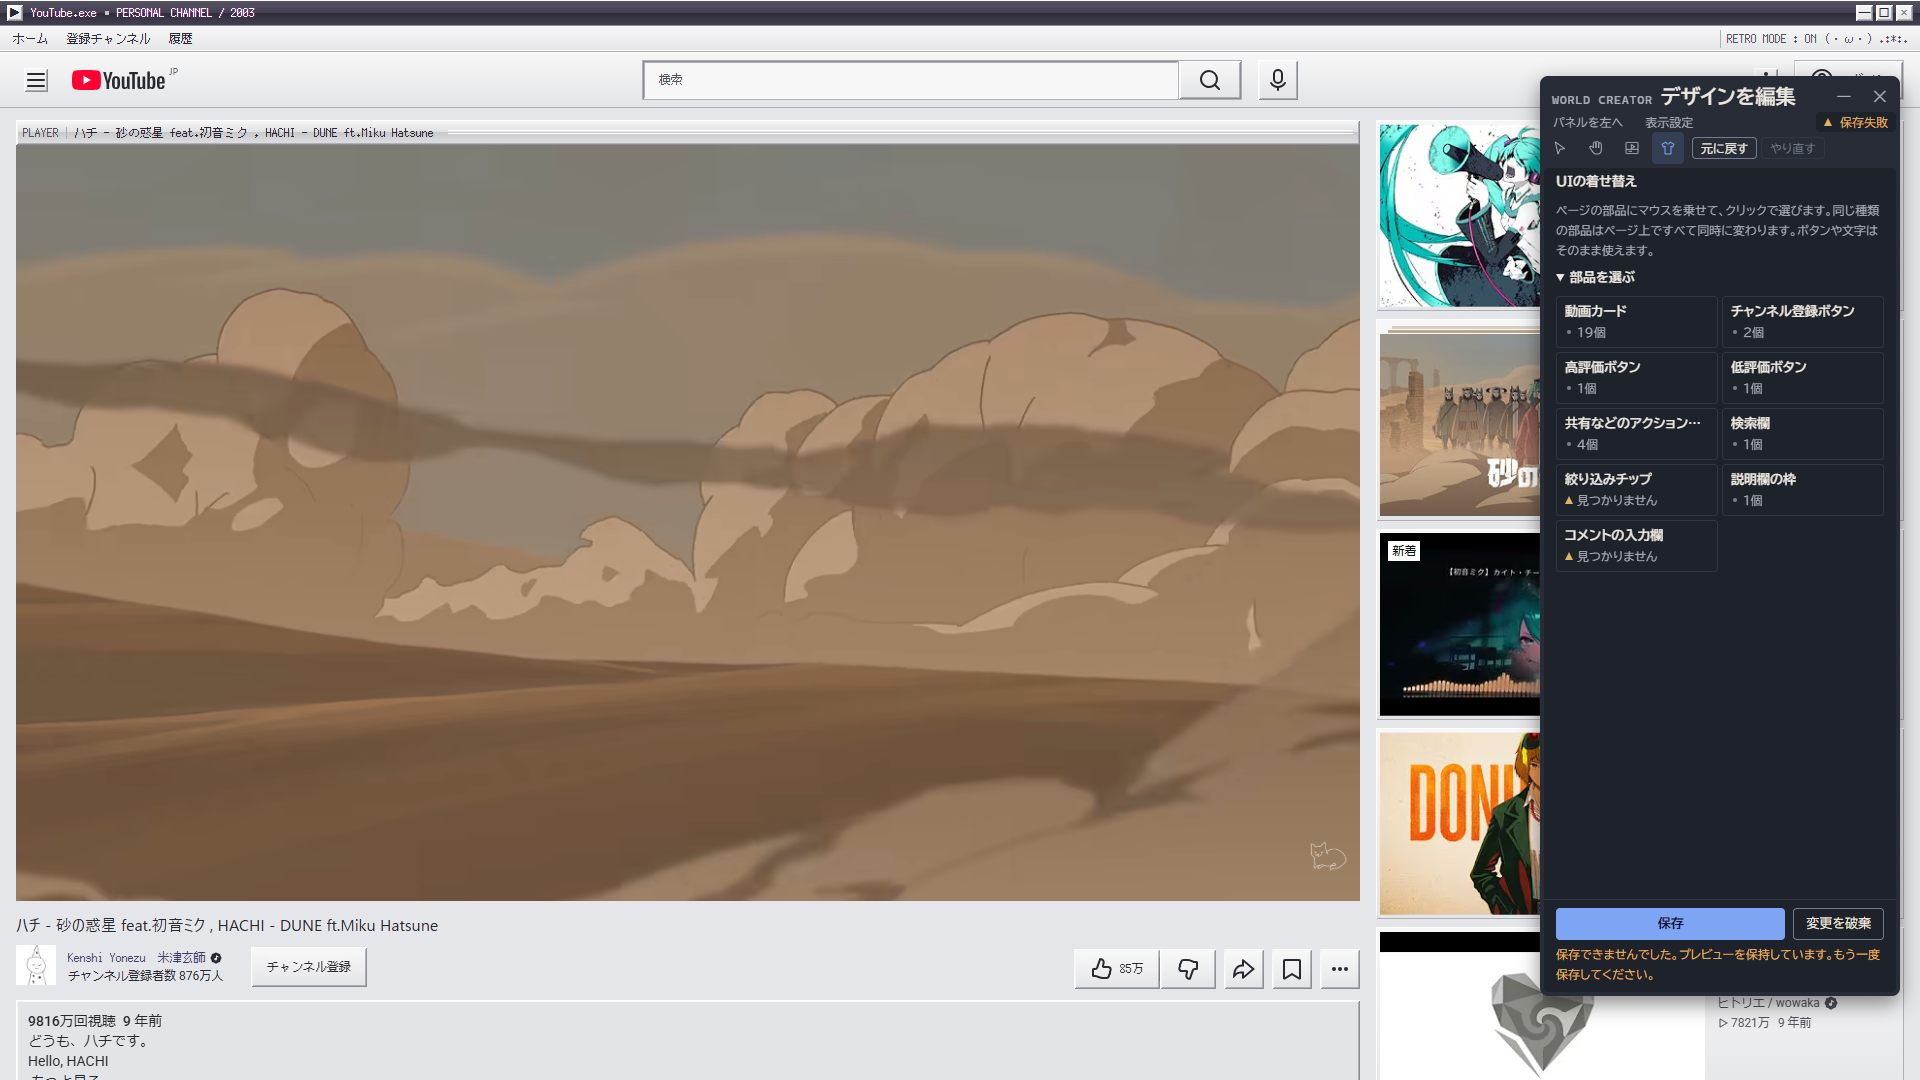 YouTube.exe ▪ PERSONAL CHANNEL / 2003
ホーム 登録チャンネル 履歴
RETRO MODE : ON (・ω・) .:*:.
YouTube JP
検索
PLAYER ハチ - 砂の惑星 feat.初音ミク , HACHI - DUNE ft.Miku Hatsune
新着
【初音ミク】カイト・チー
砂の
DON
ハチ - 砂の惑星 feat.初音ミク , HACHI - DUNE ft.Miku Hatsune
Kenshi Yonezu 米津玄師
チャンネル登録者数 876万人
チャンネル登録
85万
9816万回視聴 9 年前
どうも、ハチです。
Hello, HACHI
ヒトリエ / wowaka
7821万 9 年前
WORLD CREATOR デザインを編集
パネルを左へ 表示設定
▲ 保存失敗
元に戻す やり直す
UIの着せ替え
ページの部品にマウスを乗せて、クリックで選びます。同じ種類
の部品はページ上ですべて同時に変わります。ボタンや文字は
そのまま使えます。
▼ 部品を選ぶ
動画カード
• 19個
チャンネル登録ボタン
• 2個
高評価ボタン
• 1個
低評価ボタン
• 1個
共有などのアクション…
• 4個
検索欄
• 1個
絞り込みチップ
▲ 見つかりません
説明欄の枠
• 1個
コメントの入力欄
▲ 見つかりません
保存 変更を破棄
保存できませんでした。プレビューを保持しています。もう一度
保存してください。